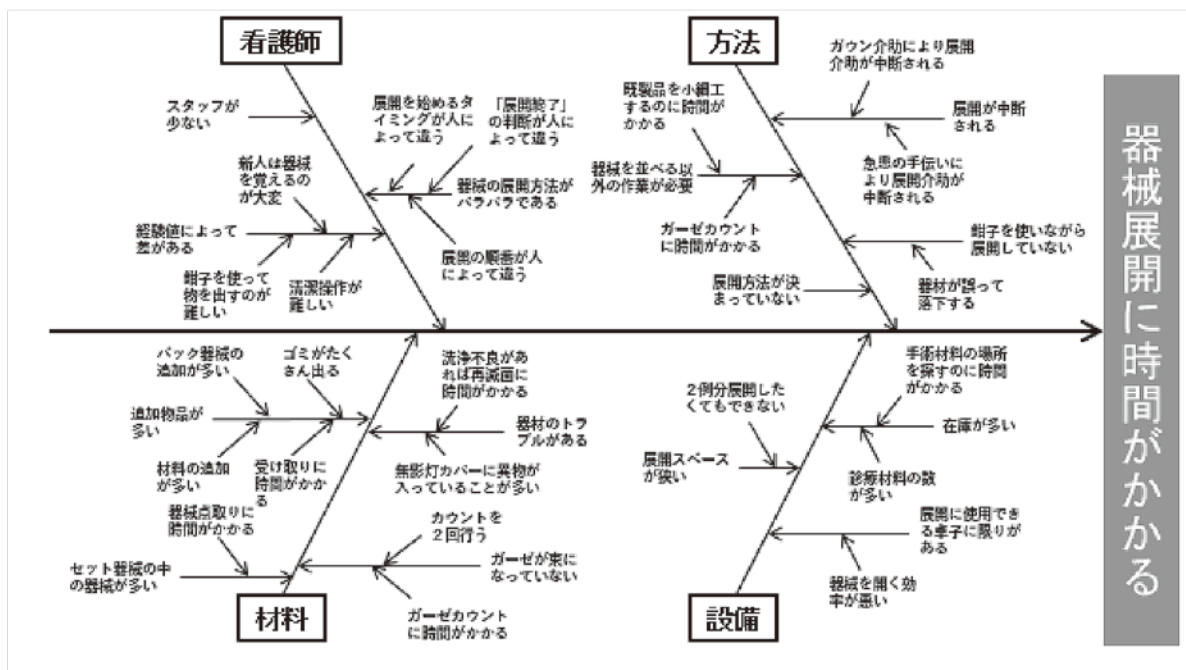 看護師
方法
スタッフが
少ない
展開を始めるタ
イミングが人に
よって違う
「展開終了」
の判断が人に
よって違う
新人は器械
を覚えるの
が大変
器械の展開方法が
バラバラである
経験値によって
差がある
鉗子を使って
物を出すのが
難しい
清潔操作が
難しい
展開の順番が人
によって違う
ガウン介助により展開
介助が中断される
既製品を小細工
するのに時間が
かかる
展開が中断
される
急患の手伝いに
より展開介助が
中断される
器械を並べる以
外の作業が必要
ガーゼカウント
に時間がかかる
鉗子を使いながら
展開していない
展開方法が決
まっていない
器材が誤って
落下する
器械展開に時間がかかる
パック器械の
追加が多い
ゴミがたく
さん出る
洗浄不良があ
れば再滅菌に
時間がかかる
追加物品が
多い
器材のトラ
ブルがある
材料の追加
が多い
受け取りに
時間がかか
る
無影灯カバーに異物が
入っていることが多い
器械点取りに
時間がかかる
カウントを
2回行う
セット器械の中
の器械が多い
ガーゼが束に
なっていない
ガーゼカウント
に時間がかかる
手術材料の場所
を探すのに時間
がかかる
2例分展開した
くてもできない
在庫が多い
展開スペース
が狭い
診療材料の数
が多い
展開に使用でき
る卓子に限りが
ある
器械を開く効
率が悪い
材料
設備